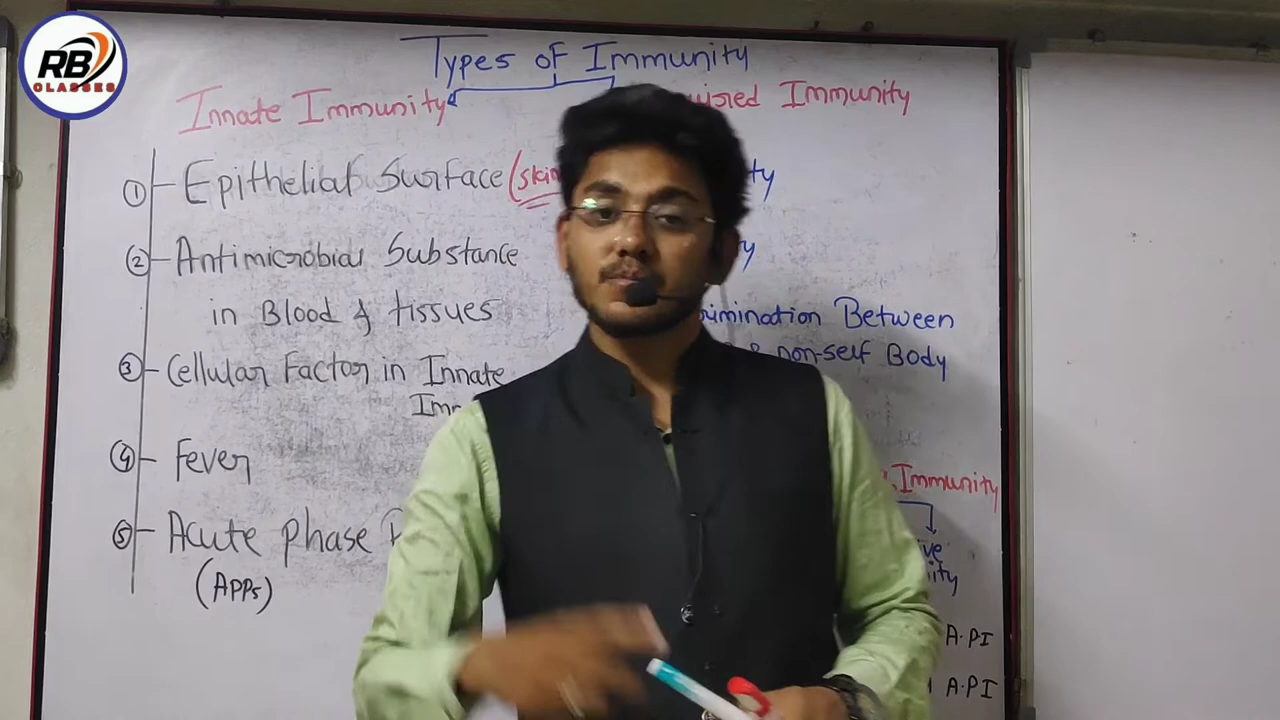 RB
CLASSES
Types of Immunity
Innate Immunity
Immunity
① Epithelial Surface (skin
② Antimicrobial Substance
in Blood & tissues
③ Cellular Factor in Innate
④ Fever
⑤ Acute phase
(APPs)
Between
& non-self Body
Immunity
A.PI
A.PI